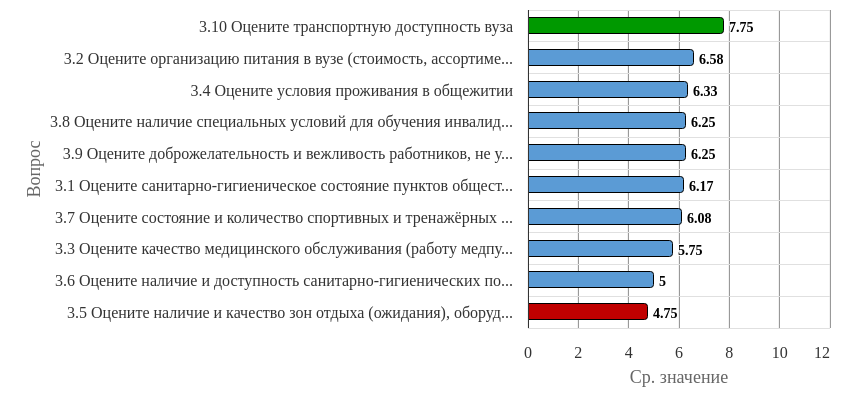 3.10 Оцените транспортную доступность вуза
7.75
3.2 Оцените организацию питания в вузе (стоимость, ассортиме...
6.58
3.4 Оцените условия проживания в общежитии
6.33
3.8 Оцените наличие специальных условий для обучения инвалид...
6.25
3.9 Оцените доброжелательность и вежливость работников, не у...
6.25
3.1 Оцените санитарно-гигиеническое состояние пунктов общест...
6.17
3.7 Оцените состояние и количество спортивных и тренажёрных ...
6.08
3.3 Оцените качество медицинского обслуживания (работу медпу...
5.75
3.6 Оцените наличие и доступность санитарно-гигиенических по...
5
3.5 Оцените наличие и качество зон отдыха (ожидания), оборуд...
4.75
Вопрос
0 2 4 6 8 10 12
Ср. значение